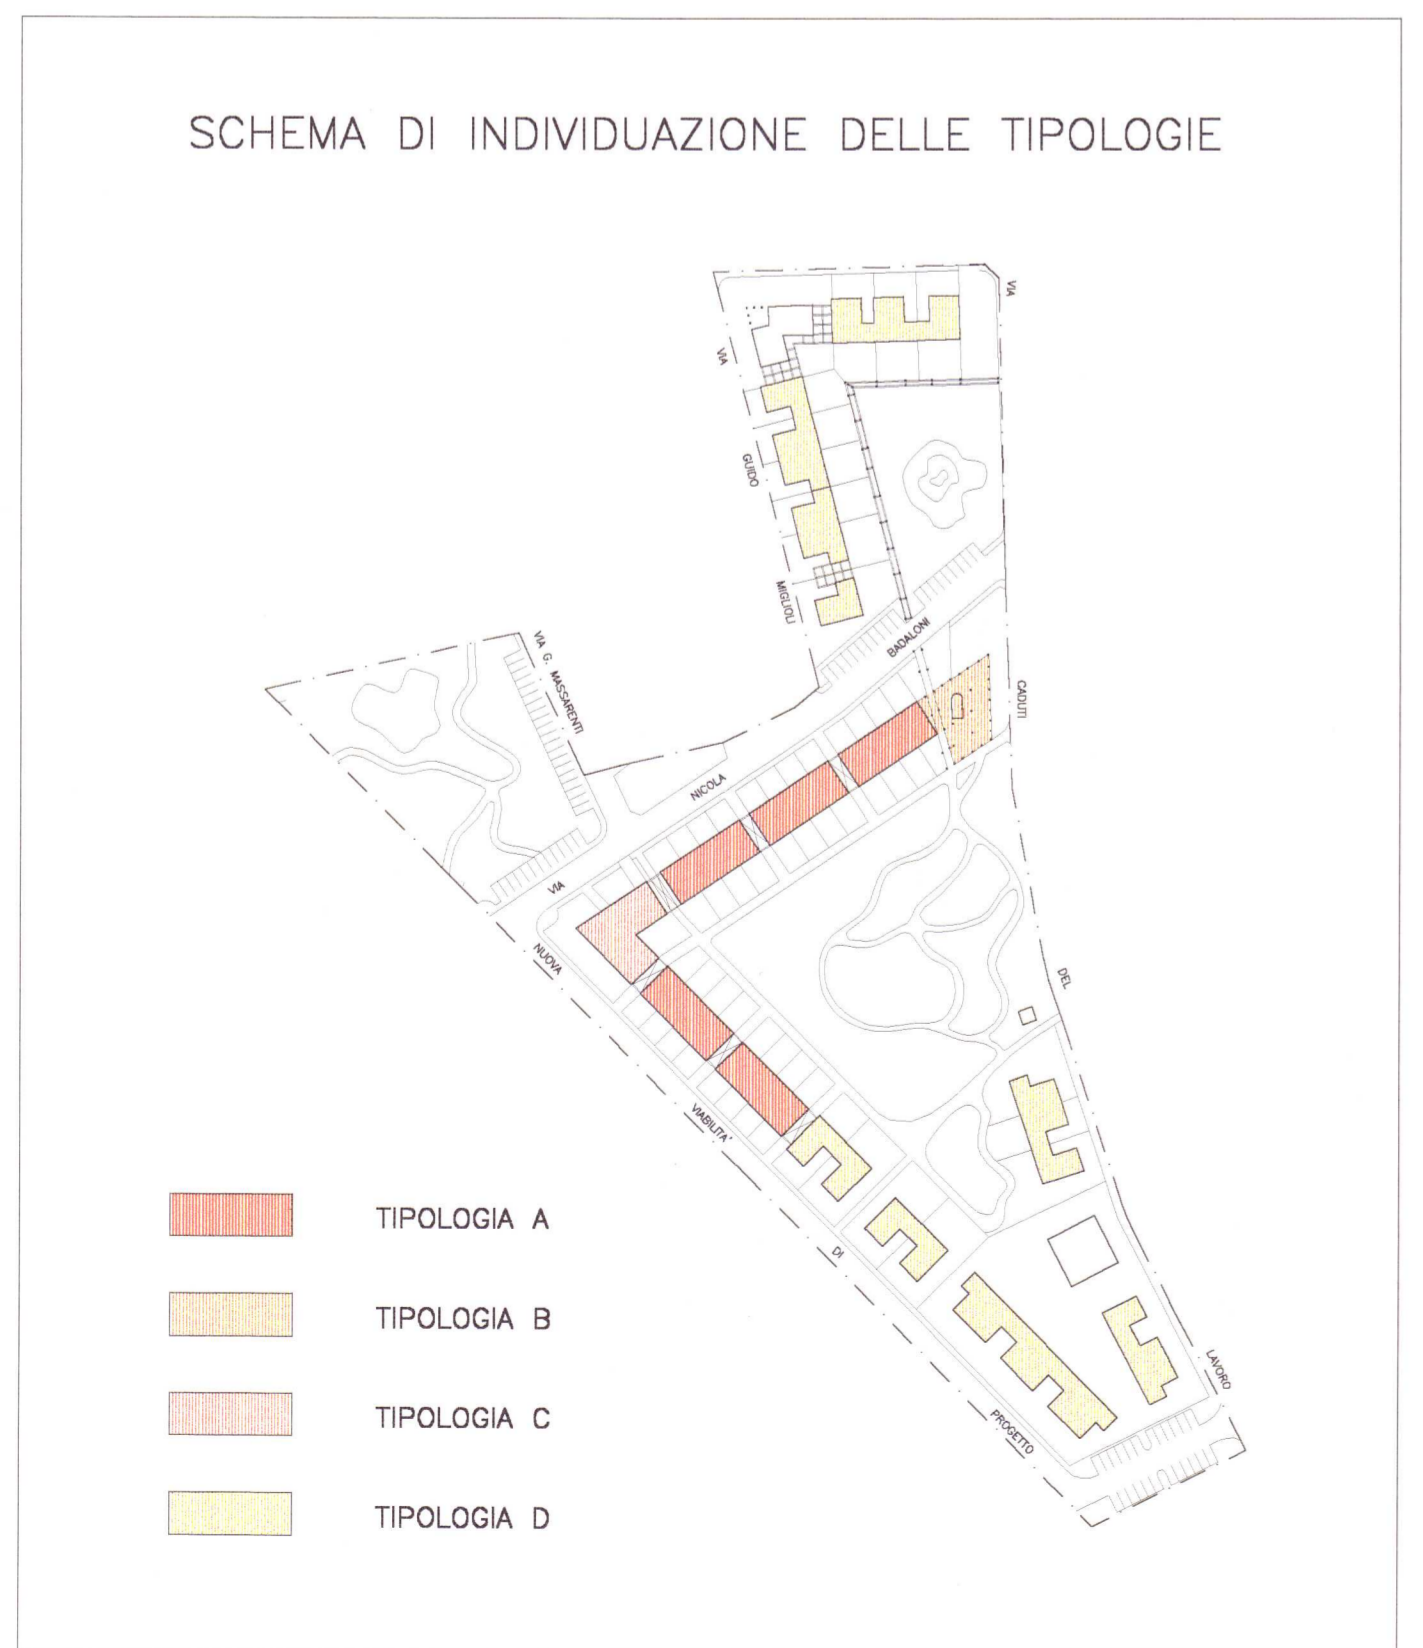 SCHEMA DI INDIVIDUAZIONE DELLE TIPOLOGIE
VIA
VIA
GUIDO
MIGLIOLI
BADALONI
VIA G. MASSARENTI
CADUTI
NICOLA
VIA
NUOVA
DEL
VIABILITA'
DI
LAVORO
PROGETTO
TIPOLOGIA A
TIPOLOGIA B
TIPOLOGIA C
TIPOLOGIA D